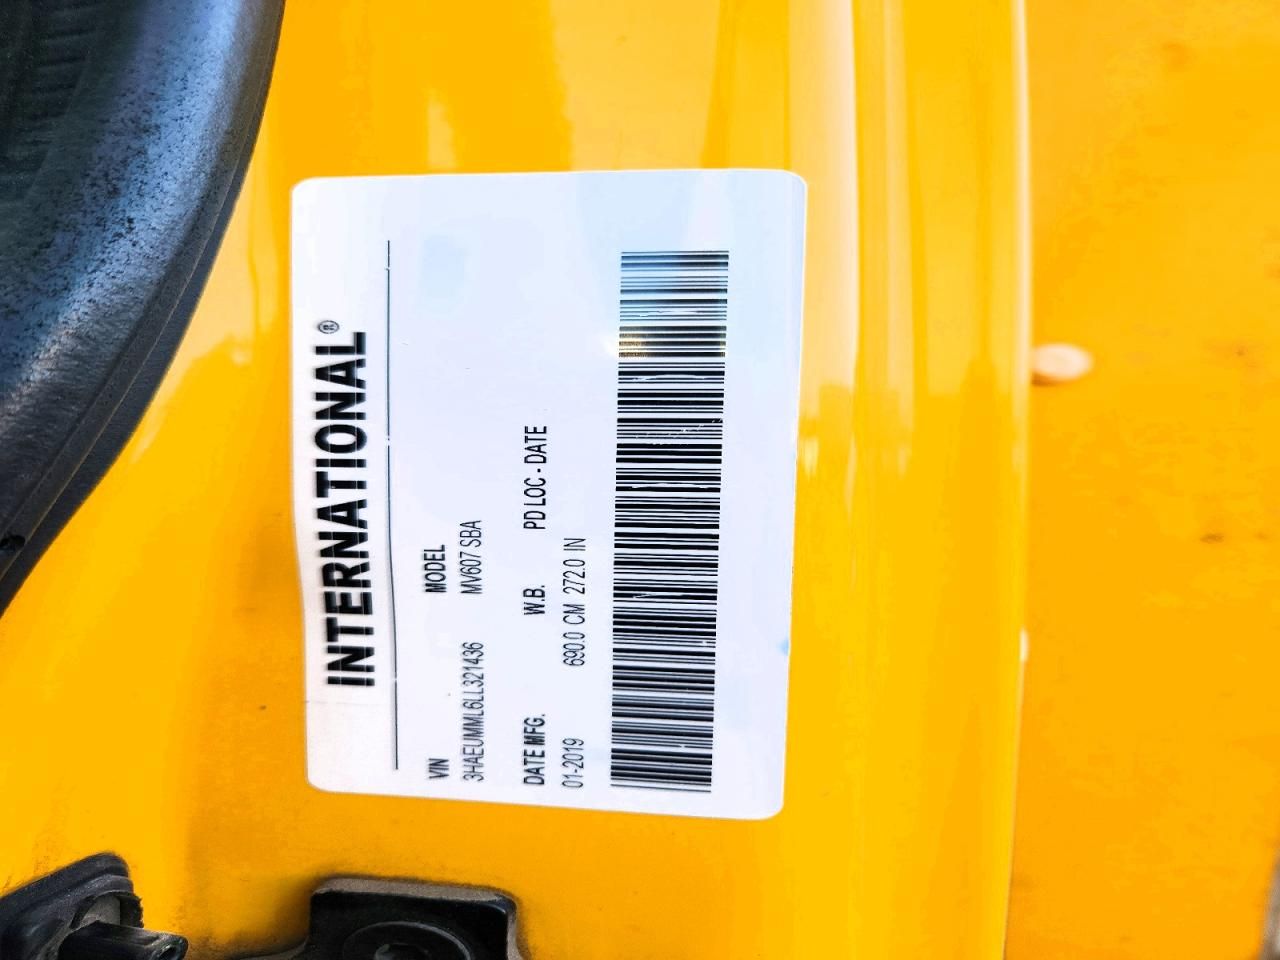 INTERNATIONAL®
VIN MODEL
3HAEUMML6LL321436 MV607 SBA
DATE MFG. W.B. PD LOC - DATE
01-2019 690.0 CM 272.0 IN